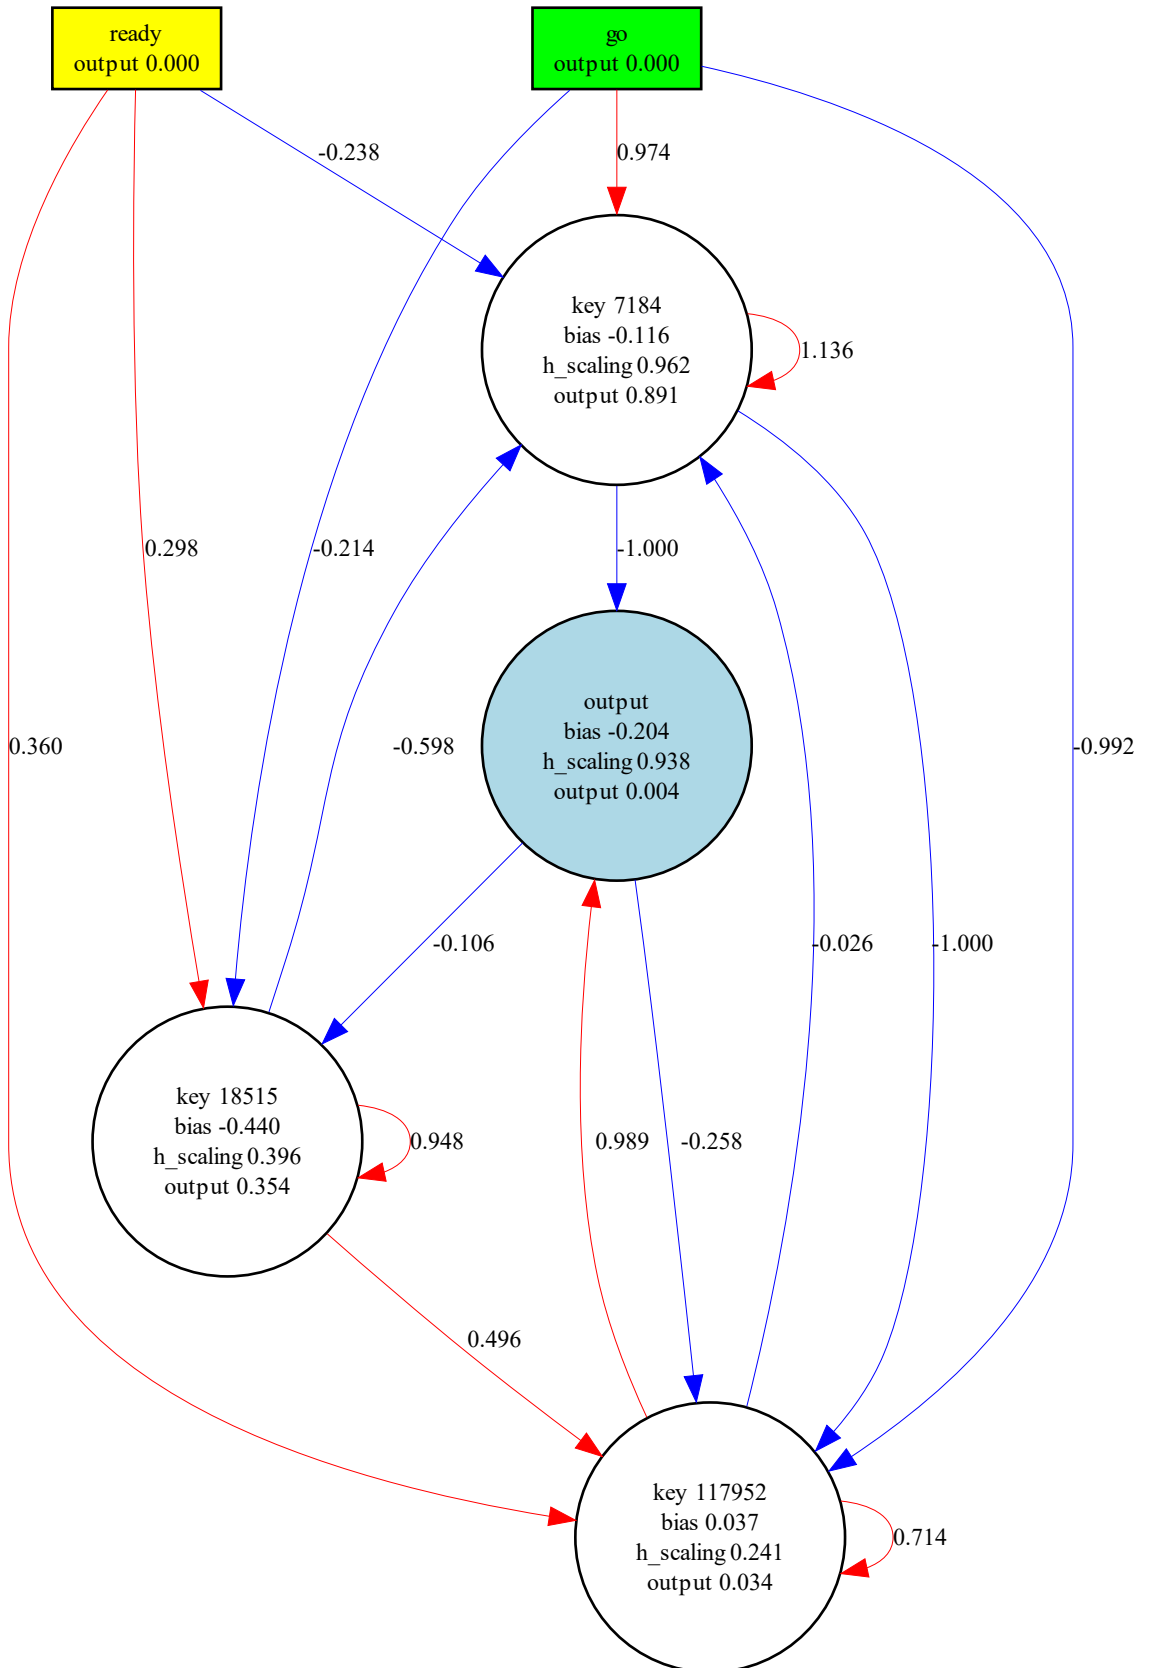 ready
output 0.000
go
output 0.000
-0.238
0.974
key 7184
bias -0.116
h_scaling 0.962
output 0.891
1.136
0.298
-0.214
-1.000
output
bias -0.204
h_scaling 0.938
output 0.004
0.360
-0.598
-0.992
-0.106
-0.026
-1.000
key 18515
bias -0.440
h_scaling 0.396
output 0.354
0.948
0.989
-0.258
0.496
key 117952
bias 0.037
h_scaling 0.241
output 0.034
0.714